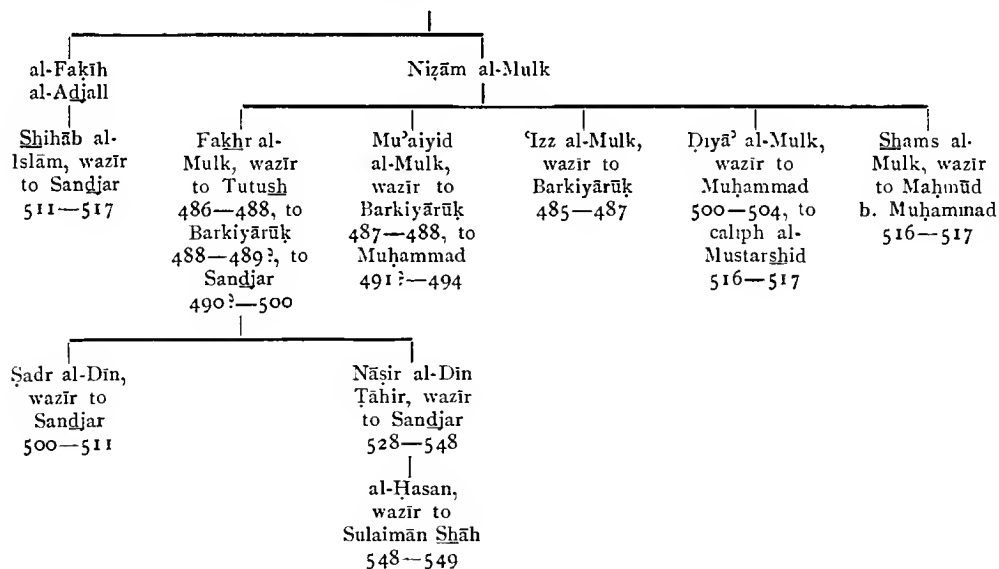 al-Faḳīh
al-Adjall
Niẓām al-Mulk
Shihāb al-
Islām, wazīr
to Sandjar
511—517
Fakhr al-
Mulk, wazīr
to Tutush
486—488, to
Barkiyārūḳ
488—489?, to
Sandjar
490?—500
Muʾaiyid
al-Mulk,
wazīr to
Barkiyārūḳ
487—488, to
Muḥammad
491?—494
ʿIzz al-Mulk,
wazīr to
Barkiyārūḳ
485—487
Ḍiyāʾ al-Mulk,
wazīr to
Muḥammad
500—504, to
caliph al-
Mustarshid
516—517
Shams al-
Mulk, wazīr
to Maḥmūd
b. Muḥammad
516—517
Ṣadr al-Dīn,
wazīr to
Sandjar
500—511
Nāṣir al-Dīn
Ṭāhir, wazīr
to Sandjar
528—548
al-Ḥasan,
wazīr to
Sulaimān Shāh
548—549